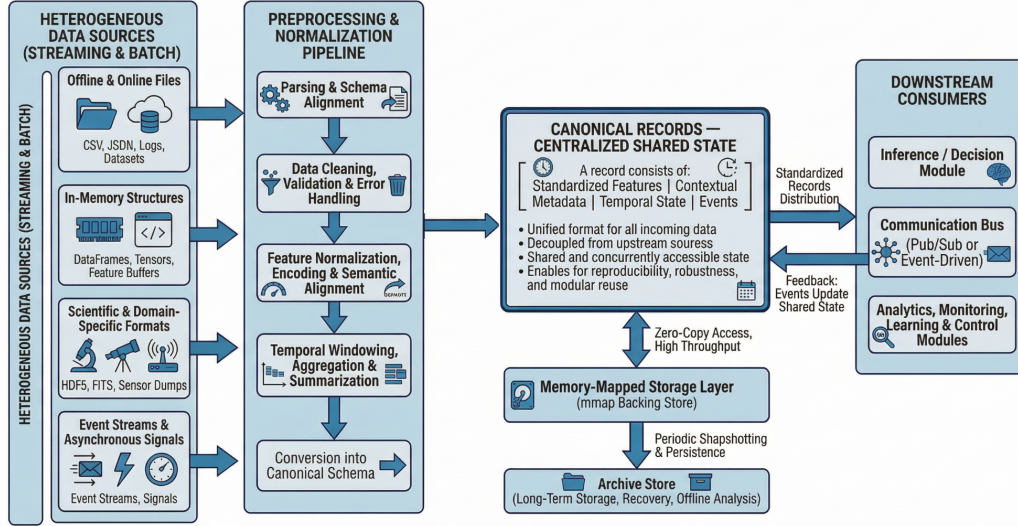 HETEROGENEOUS
DATA SOURCES
(STREAMING & BATCH)
HETEROGENEOUS DATA SOURCES (STREAMING & BATCH)
Offline & Online Files
CSV, JSDN, Logs,
Datasets
In-Memory Structures
DataFrames, Tensors,
Feature Buffers
Scientific & Domain-
Specific Formats
HDF5, FITS, Sensor Dumps
Event Streams &
Asynchronous Signals
Event Streams, Signals
PREPROCESSING &
NORMALIZATION
PIPELINE
Parsing & Schema
Alignment
Data Cleaning,
Validation & Error
Handling
Feature Normalization,
Encoding & Semantic
Alignment
Temporal Windowing,
Aggregation &
Summarization
Conversion into
Canonical Schema
CANONICAL RECORDS —
CENTRALIZED SHARED STATE
A record consists of:
Standardized Features | Contextual
Metadata | Temporal State | Events
• Unified format for all incoming data
• Decoupled from upstream souress
• Shared and concurrently accessible state
• Enables for reproducibility, robustness,
and modular reuse
Zero-Copy Access,
High Throughput
Memory-Mapped Storage Layer
(mmap Backing Store)
Periodic Shapshotting
& Persistence
Archive Store
(Long-Term Storage, Recovery, Offline Analysis)
Standardized
Records
Distribution
Feedback:
Events Update
Shared State
DOWNSTREAM
CONSUMERS
Inference / Decision
Module
Communication Bus
(Pub/Sub or
Event-Driven)
Analytics, Monitoring,
Learning & Control
Modules